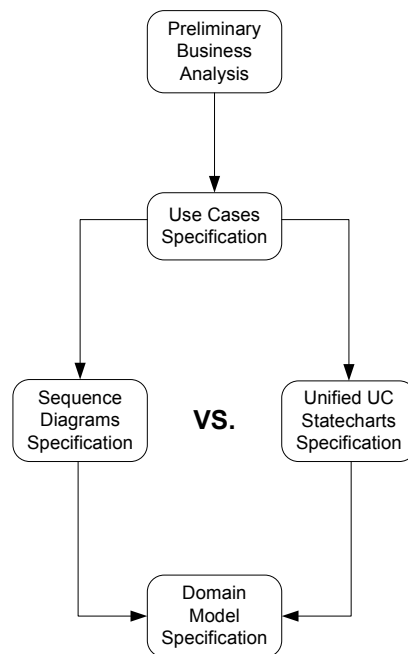 Preliminary
Business
Analysis
Use Cases
Specification
Sequence
Diagrams
Specification
VS.
Unified UC
Statecharts
Specification
Domain
Model
Specification